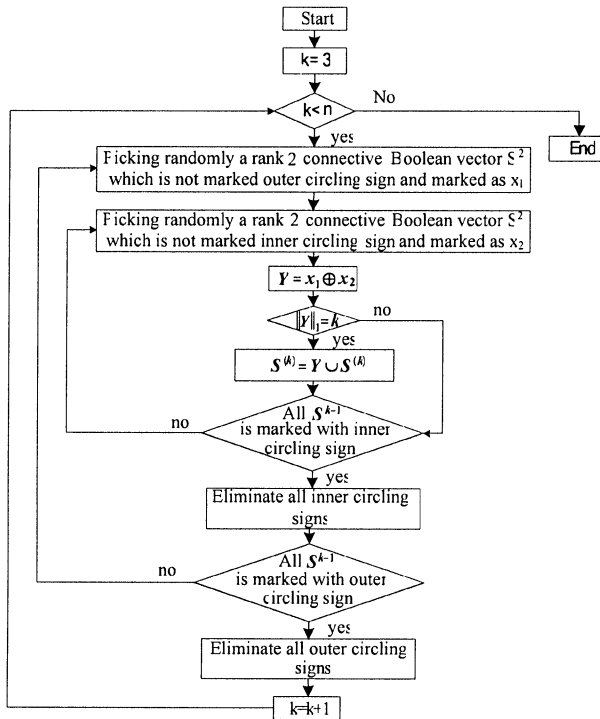 Start
k=3
k<n
No
yes
End
Ficking randomly a rank 2 connective Boolean vector S²
which is not marked outer circling sign and marked as x₁
Ficking randomly a rank 2 connective Boolean vector S²
which is not marked inner circling sign and marked as x₂
Y=x₁⊕x₂
‖Y‖₁=k
no
yes
S⁽ᵏ⁾=Y∪S⁽ᵏ⁾
no
All Sᵏ⁻¹
is marked with inner
circling sign
yes
Eliminate all inner circling
signs
no
All Sᵏ⁻¹
is marked with outer
circling sign
yes
Eliminate all outer circling
signs
k=k+1